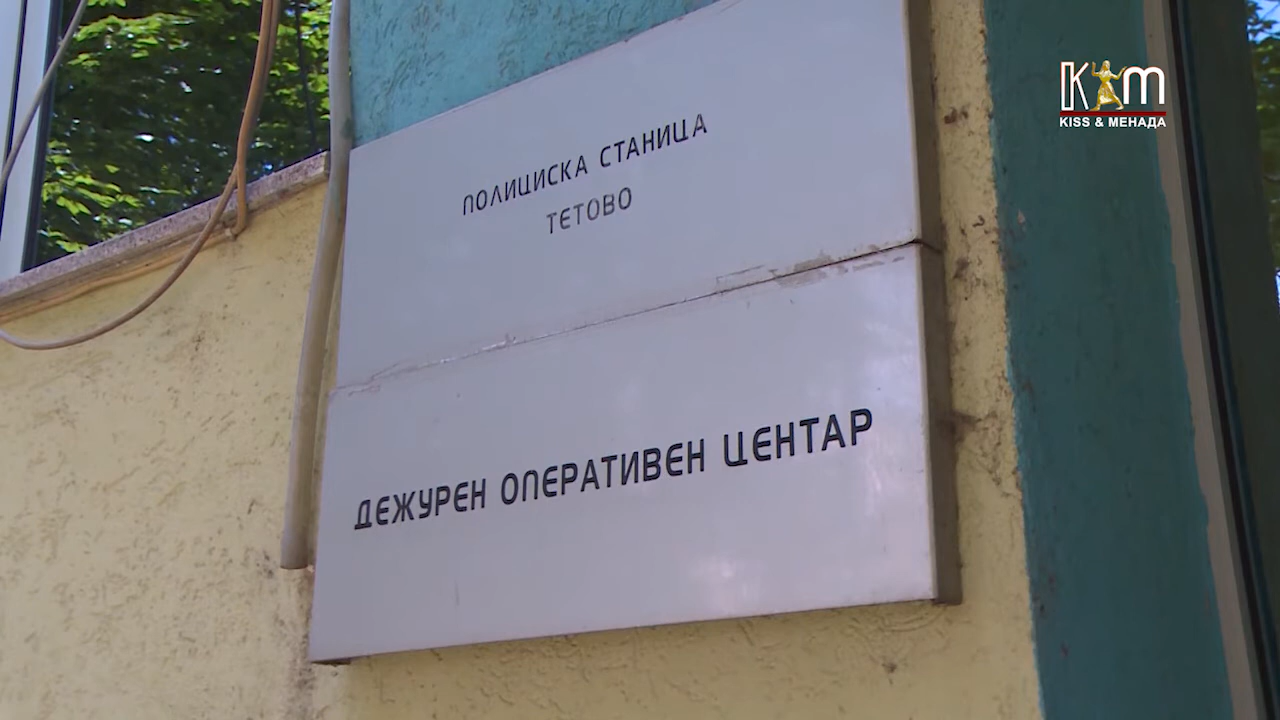 KM
KISS & МЕНАДА
ПОЛИЦИСКА СТАНИЦА
ТЕТОВО
ДЕЖУРЕН ОПЕРАТИВЕН ЦЕНТАР